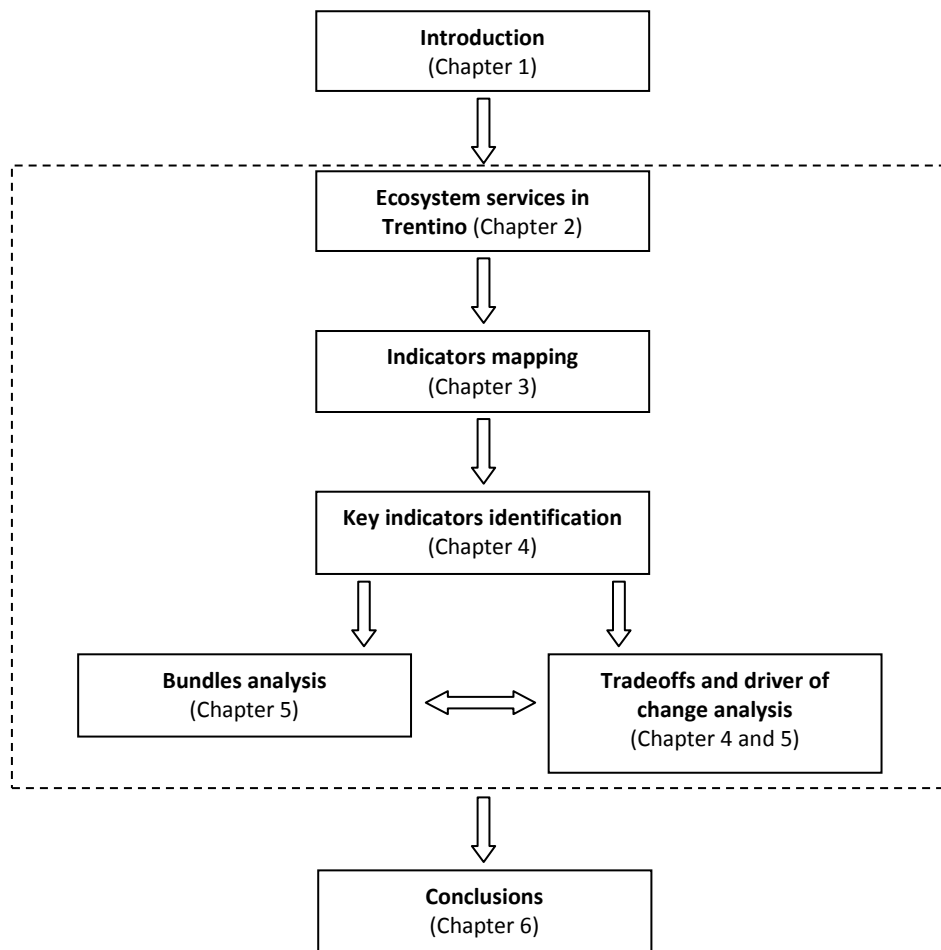 Introduction
(Chapter 1)
Ecosystem services in
Trentino (Chapter 2)
Indicators mapping
(Chapter 3)
Key indicators identification
(Chapter 4)
Bundles analysis
(Chapter 5)
Tradeoffs and driver of
change analysis
(Chapter 4 and 5)
Conclusions
(Chapter 6)